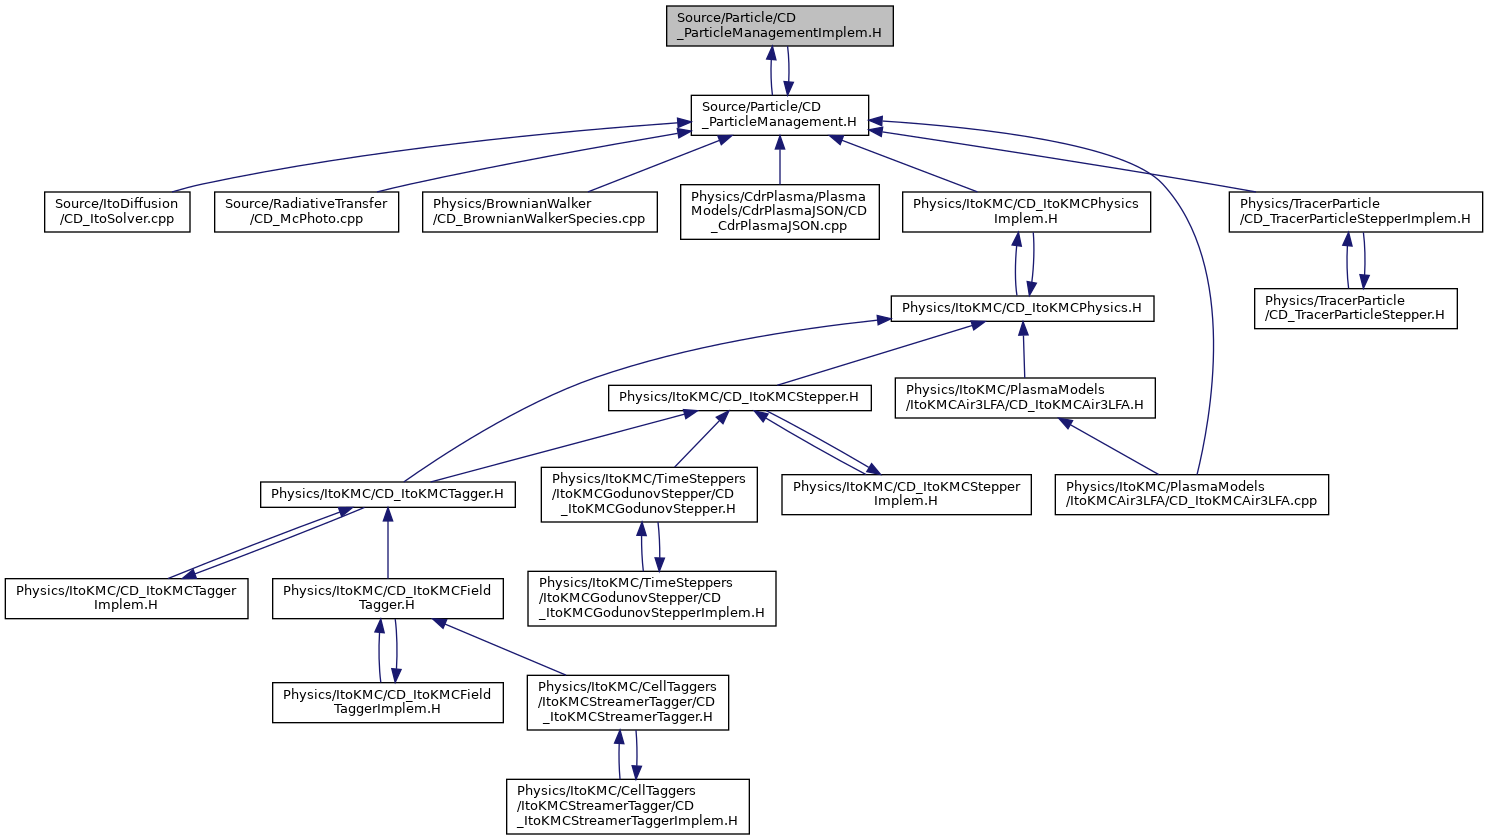 Source/Particle/CD
_ParticleManagementImplem.H
Source/Particle/CD
_ParticleManagement.H
Source/ItoDiffusion
/CD_ItoSolver.cpp
Source/RadiativeTransfer
/CD_McPhoto.cpp
Physics/BrownianWalker
/CD_BrownianWalkerSpecies.cpp
Physics/CdrPlasma/Plasma
Models/CdrPlasmaJSON/CD
_CdrPlasmaJSON.cpp
Physics/ItoKMC/CD_ItoKMCPhysics
Implem.H
Physics/TracerParticle
/CD_TracerParticleStepperImplem.H
Physics/ItoKMC/CD_ItoKMCPhysics.H
Physics/TracerParticle
/CD_TracerParticleStepper.H
Physics/ItoKMC/CD_ItoKMCStepper.H
Physics/ItoKMC/PlasmaModels
/ItoKMCAir3LFA/CD_ItoKMCAir3LFA.H
Physics/ItoKMC/CD_ItoKMCTagger.H
Physics/ItoKMC/TimeSteppers
/ItoKMCGodunovStepper/CD
_ItoKMCGodunovStepper.H
Physics/ItoKMC/CD_ItoKMCStepper
Implem.H
Physics/ItoKMC/PlasmaModels
/ItoKMCAir3LFA/CD_ItoKMCAir3LFA.cpp
Physics/ItoKMC/CD_ItoKMCTagger
Implem.H
Physics/ItoKMC/CD_ItoKMCField
Tagger.H
Physics/ItoKMC/TimeSteppers
/ItoKMCGodunovStepper/CD
_ItoKMCGodunovStepperImplem.H
Physics/ItoKMC/CD_ItoKMCField
TaggerImplem.H
Physics/ItoKMC/CellTaggers
/ItoKMCStreamerTagger/CD
_ItoKMCStreamerTagger.H
Physics/ItoKMC/CellTaggers
/ItoKMCStreamerTagger/CD
_ItoKMCStreamerTaggerImplem.H